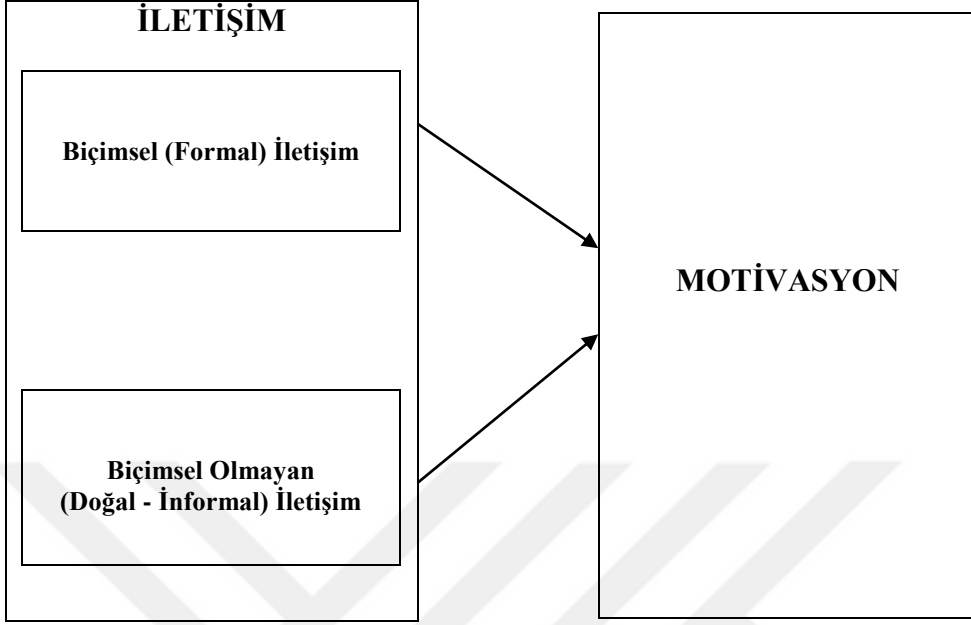 İLETİŞİM
Biçimsel (Formal) İletişim
MOTİVASYON
Biçimsel Olmayan
(Doğal - İnformal) İletişim